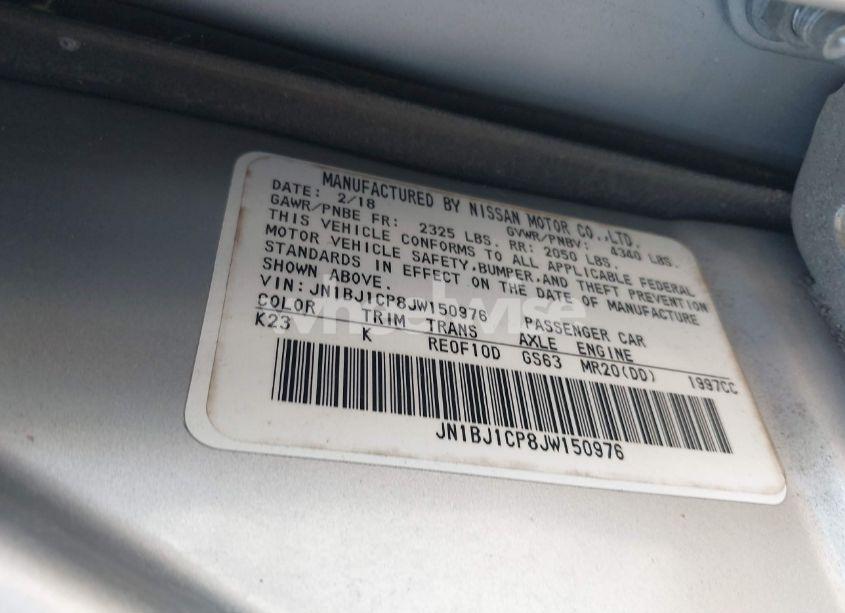 MANUFACTURED BY NISSAN MOTOR CO.,LTD.
DATE: 2/18 GVWR/PNBV: 4340 LBS.
GAWR/PNBE FR: 2325 LBS. RR: 2050 LBS.
THIS VEHICLE CONFORMS TO ALL APPLICABLE FEDERAL
MOTOR VEHICLE SAFETY,BUMPER,AND THEFT PREVENTION
STANDARDS IN EFFECT ON THE DATE OF MANUFACTURE
SHOWN ABOVE.
VIN: JN1BJ1CP8JW150976 PASSENGER CAR
COLOR TRIM TRANS AXLE ENGINE
K23 K RE0F10D GS63 MR20(DD) 1997CC
JN1BJ1CP8JW150976
wheelwise